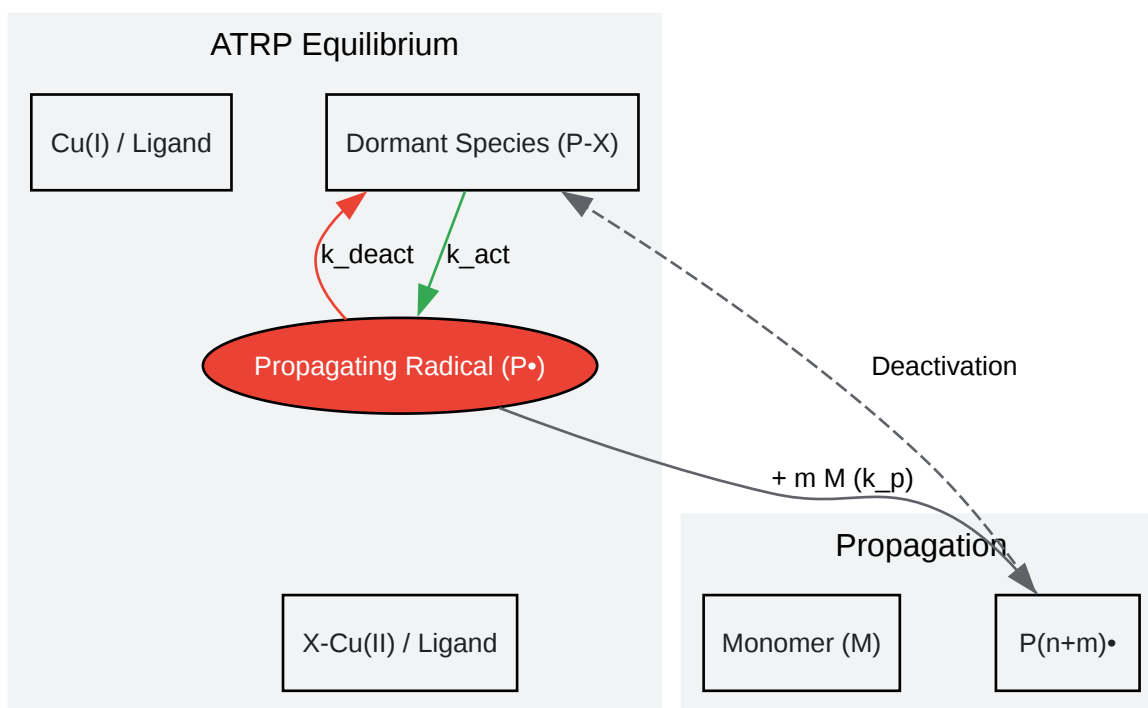 ATRP Equilibrium
Cu(I) / Ligand
Dormant Species (P-X)
k_deact
k_act
Propagating Radical (P•)
Deactivation
+ m M (k_p)
Propagation
X-Cu(II) / Ligand
Monomer (M)
P(n+m)•